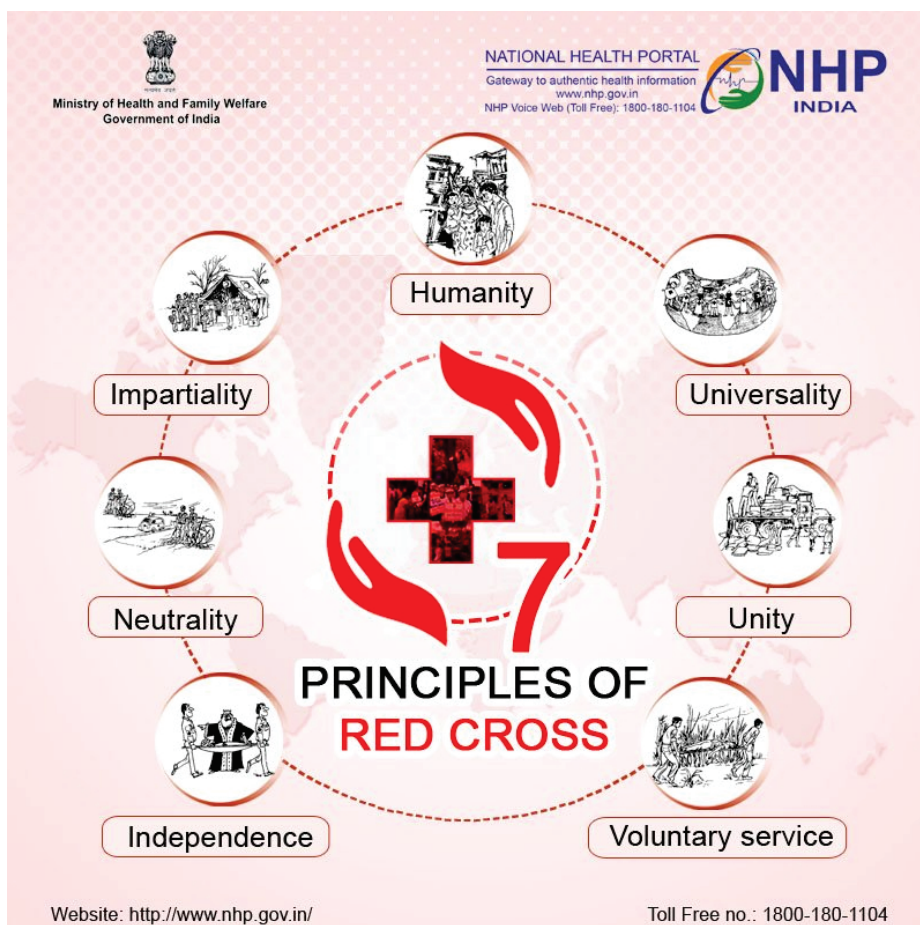 Ministry of Health and Family Welfare
Government of India
NATIONAL HEALTH PORTAL
Gateway to authentic health information
www.nhp.gov.in
NHP Voice Web (Toll Free): 1800-180-1104
nhp
NHP
INDIA
Humanity
Impartiality
Universality
Neutrality
Unity
7
PRINCIPLES OF
RED CROSS
Independence
Voluntary service
Website: http://www.nhp.gov.in/
Toll Free no.: 1800-180-1104